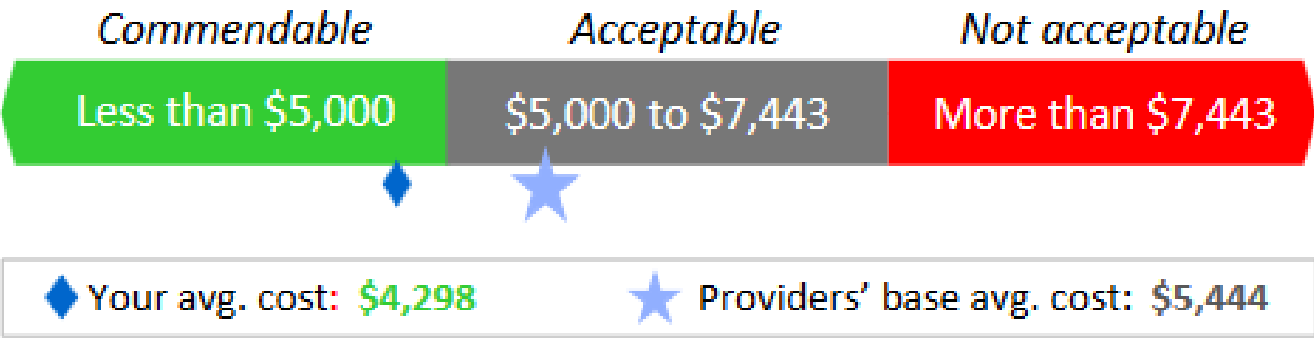 Commendable Acceptable Not acceptable
Less than $5,000 $5,000 to $7,443 More than $7,443
Your avg. cost: $4,298 Providers’ base avg. cost: $5,444